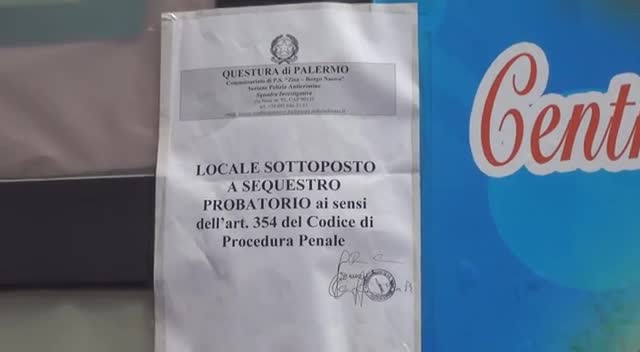 QUESTURA di PALERMO
Commissariato di P.S. "Zisa – Borgo Nuovo"
Sezione Polizia Anticrimine
Squadra Investigativa
LOCALE SOTTOPOSTO
A SEQUESTRO
PROBATORIO ai sensi
dell'art. 354 del Codice di
Procedura Penale
Centr